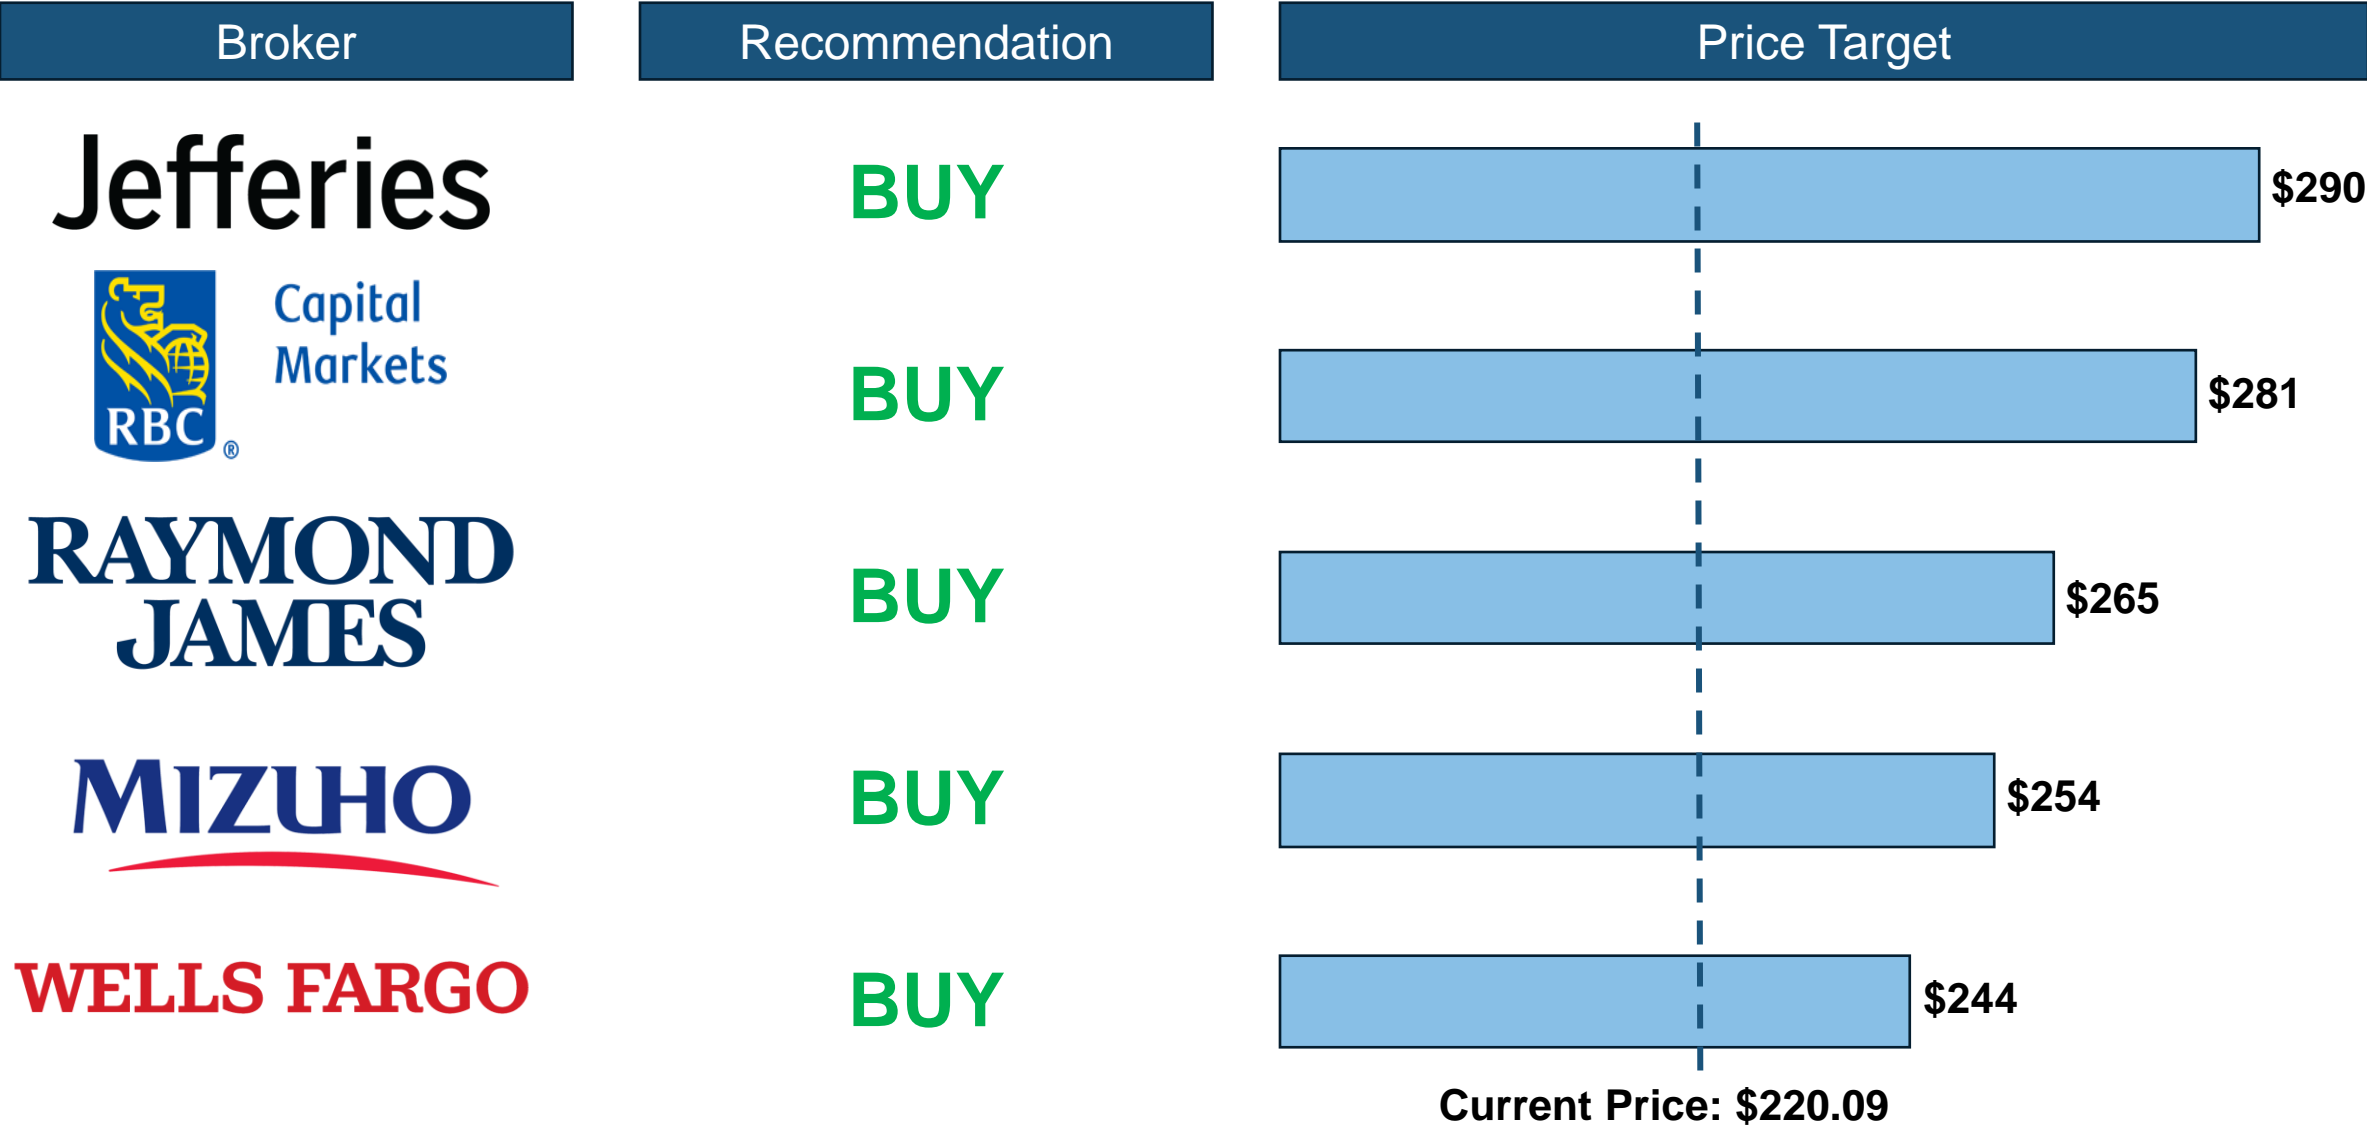 Broker
Recommendation
Price Target
Jefferies
BUY
$290
RBC
®
Capital
Markets
BUY
$281
RAYMOND
JAMES
BUY
$265
MIZUHO
BUY
$254
WELLS FARGO
BUY
$244
Current Price: $220.09